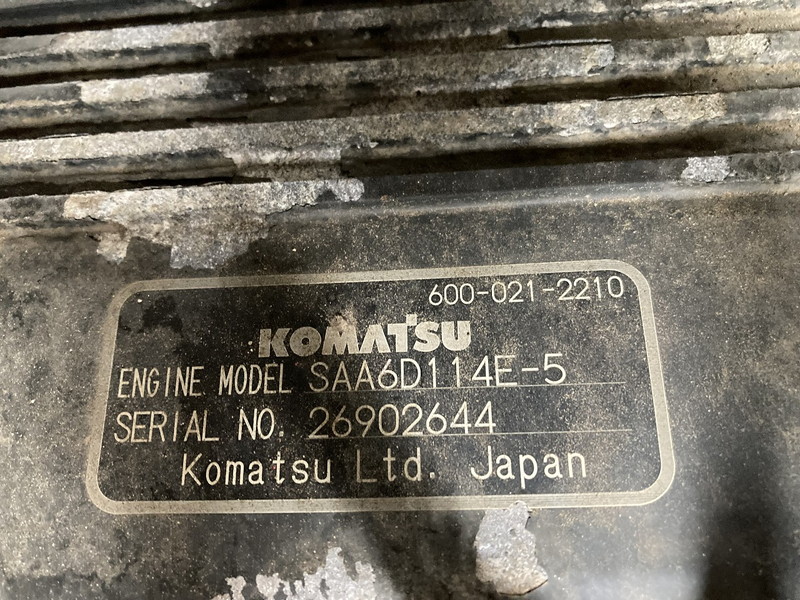 600-021-2210
KOMATSU
ENGINE MODEL SAA6D114E-5
SERIAL NO. 26902644
Komatsu Ltd. Japan